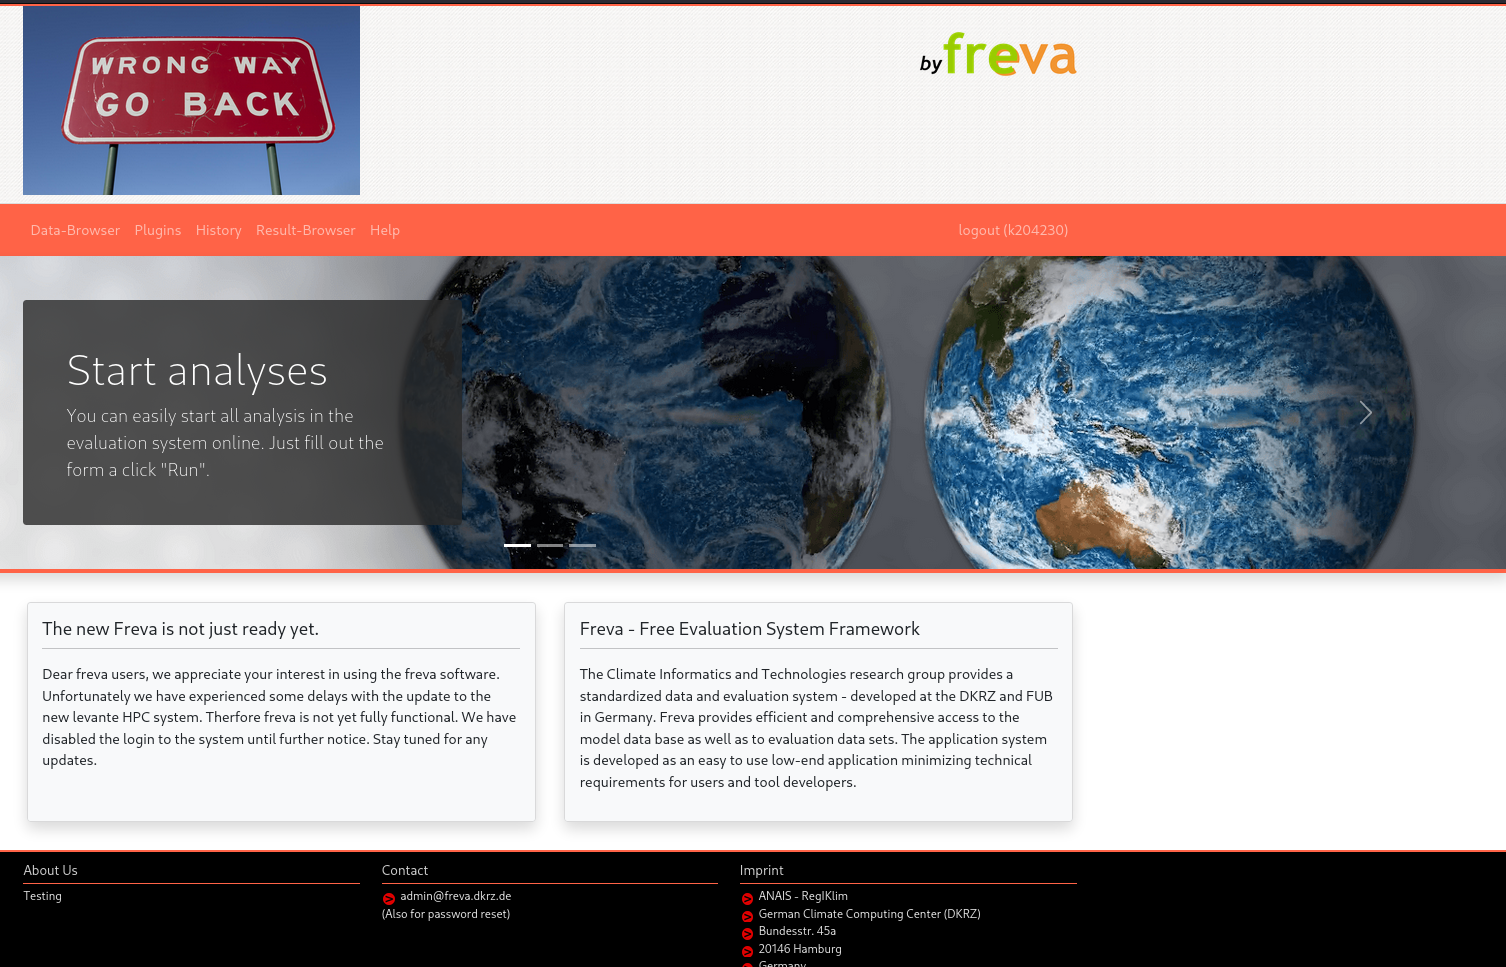 WRONG WAY
GO BACK
by freva
Data-Browser Plugins History Result-Browser Help logout (k204230)
Start analyses
You can easily start all analysis in the
evaluation system online. Just fill out the
form a click "Run".
The new Freva is not just ready yet.
Dear freva users, we appreciate your interest in using the freva software.
Unfortunately we have experienced some delays with the update to the
new levante HPC system. Therfore freva is not yet fully functional. We have
disabled the login to the system until further notice. Stay tuned for any
updates.
Freva - Free Evaluation System Framework
The Climate Informatics and Technologies research group provides a
standardized data and evaluation system - developed at the DKRZ and FUB
in Germany. Freva provides efficient and comprehensive access to the
model data base as well as to evaluation data sets. The application system
is developed as an easy to use low-end application minimizing technical
requirements for users and tool developers.
About Us
Testing
Contact
admin@freva.dkrz.de
(Also for password reset)
Imprint
ANAIS - RegIKlim
German Climate Computing Center (DKRZ)
Bundesstr. 45a
20146 Hamburg
Germany